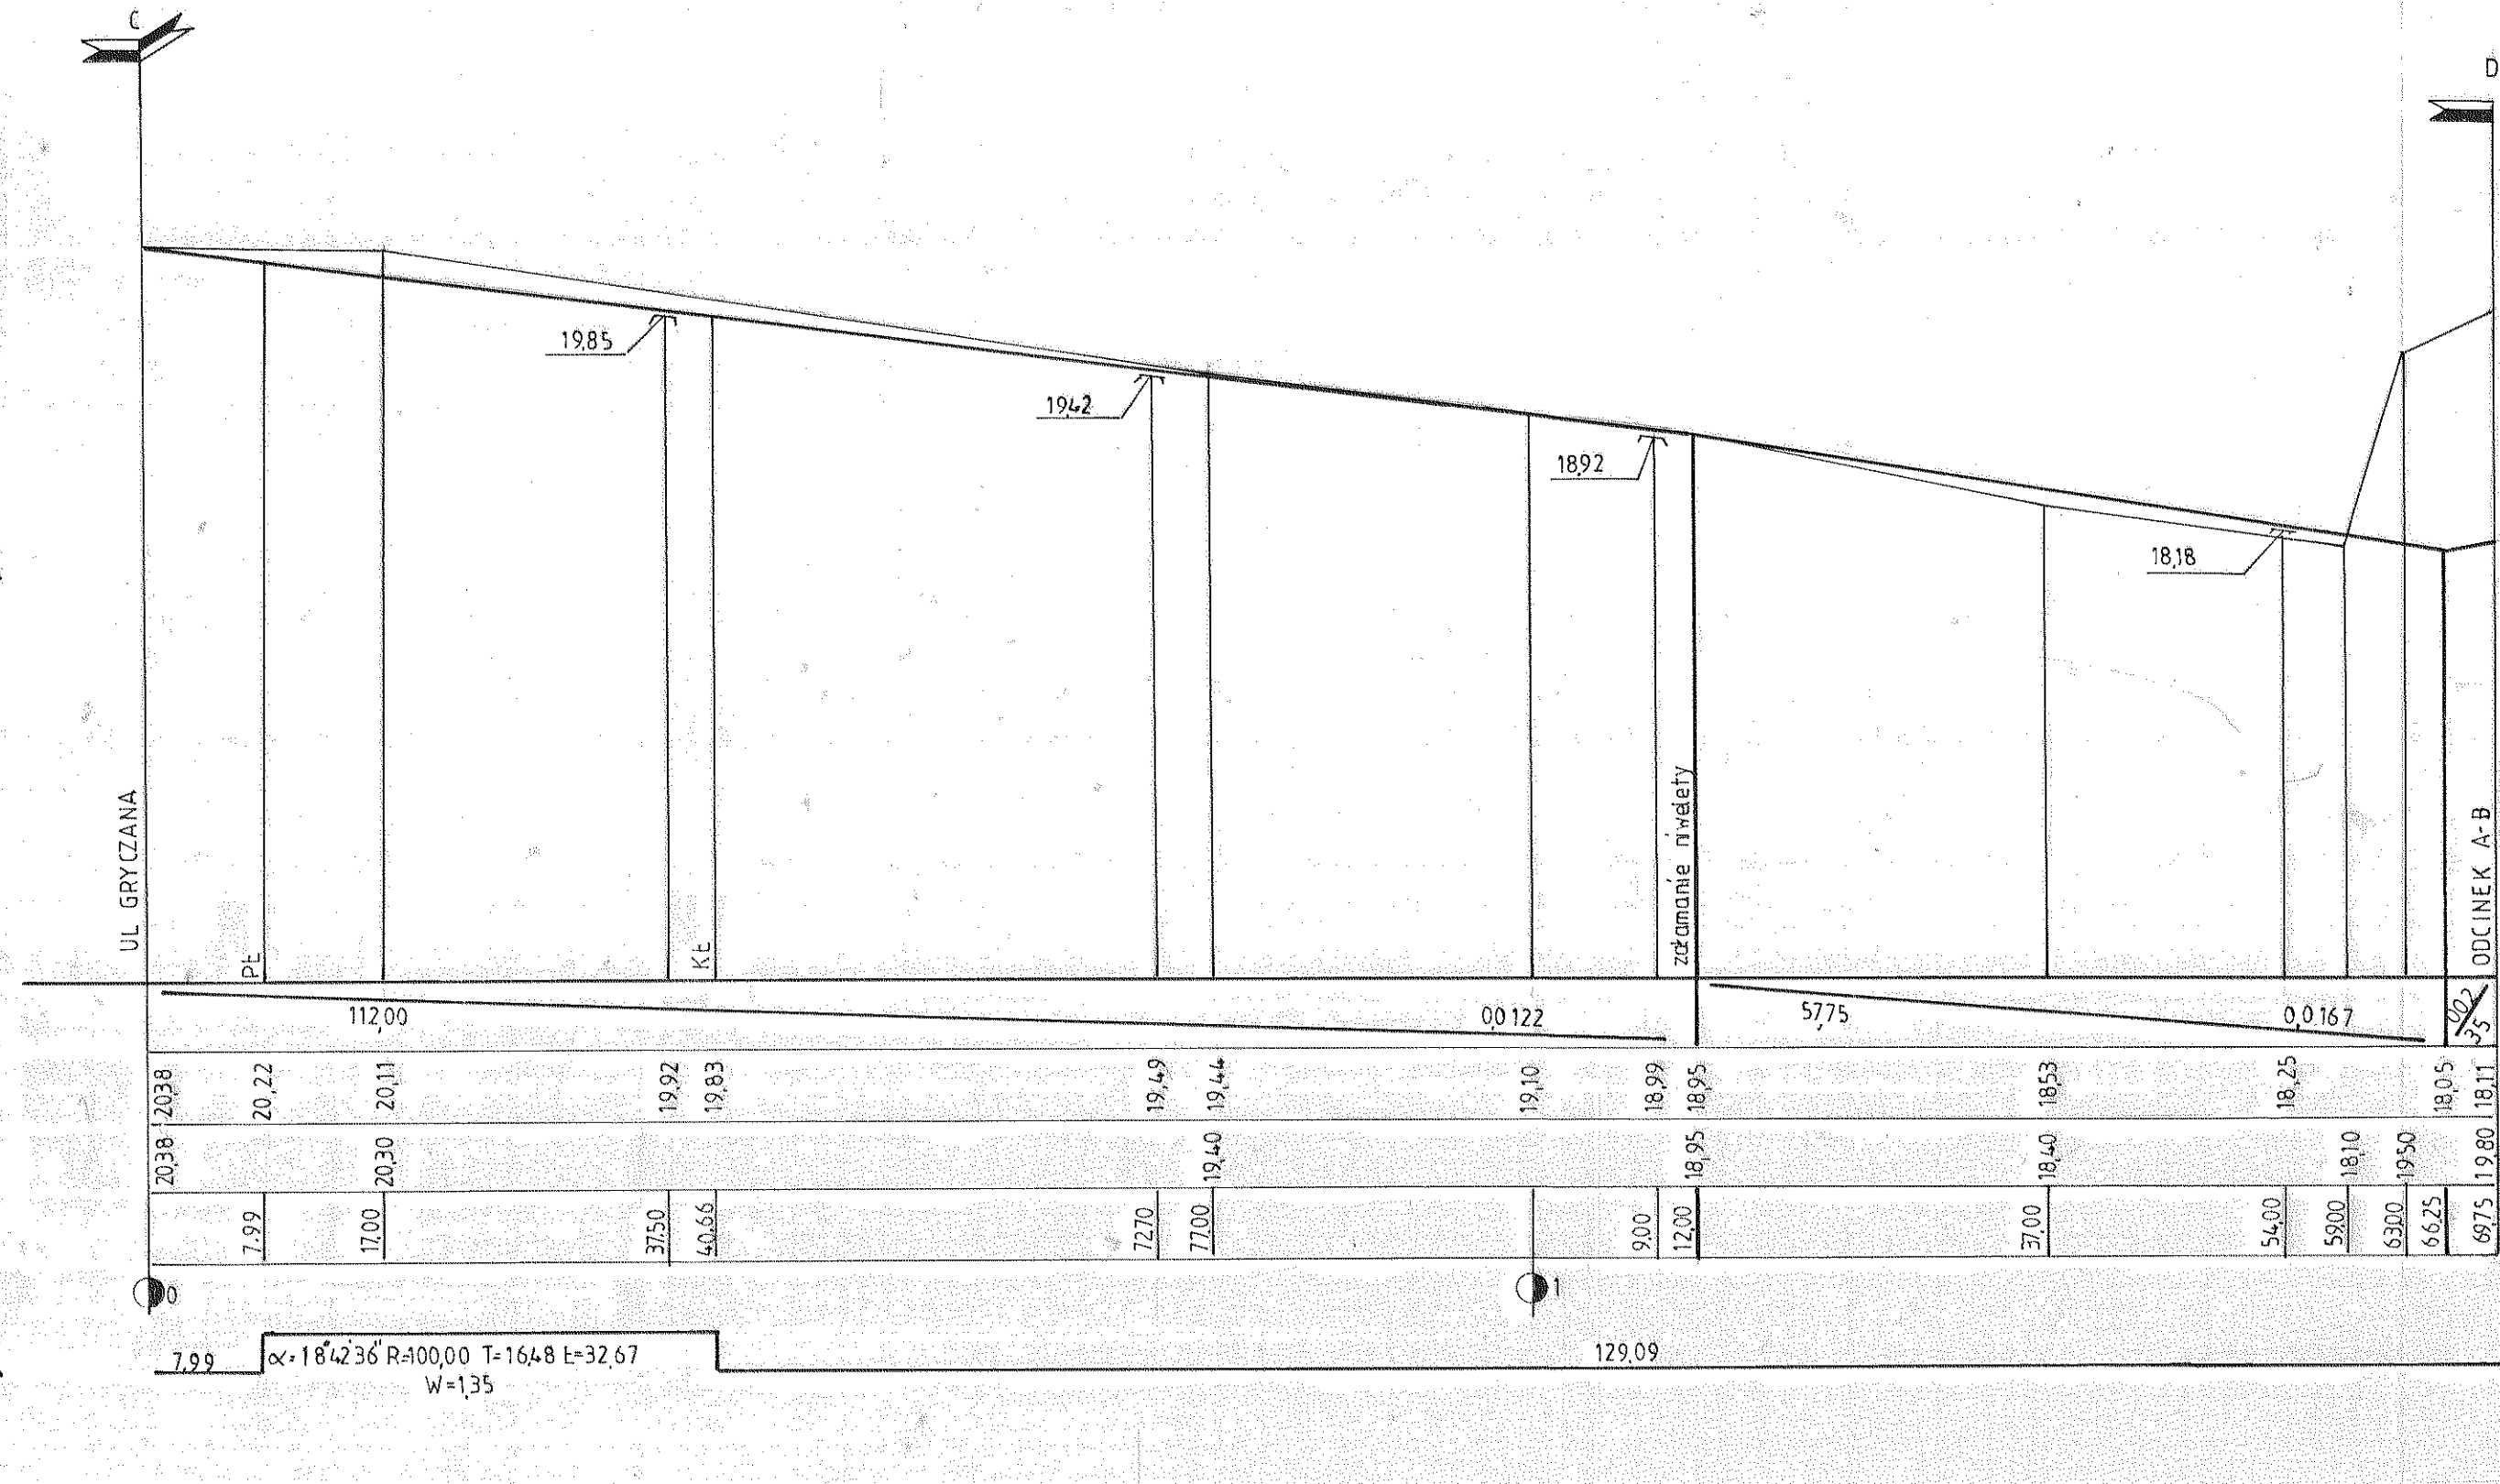 C
D
19,85
19,42
18,92
18,18
UL GRYCZANA
PŁ
KŁ
załamanie niwelety
ODCINEK A-B
112,00 0,0122 57,75 0,0167 0,02 35
20,38 20,22 20,11 19,92 19,83 19,49 19,44 19,10 18,99 18,95 18,53 18,25 18,05 18,11
20,38 20,30 19,40 18,95 18,40 18,10 19,50 19,80
7,99 17,00 37,50 40,66 72,70 77,00 9,00 12,00 37,00 54,00 59,00 63,00 66,25 69,75
0 1
7,99 α=18°42'36" R=100,00 T=16,48 Ł=32,67 129,09
W=1,35